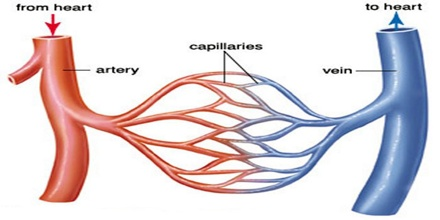 from heart
to heart
capillaries
artery
vein